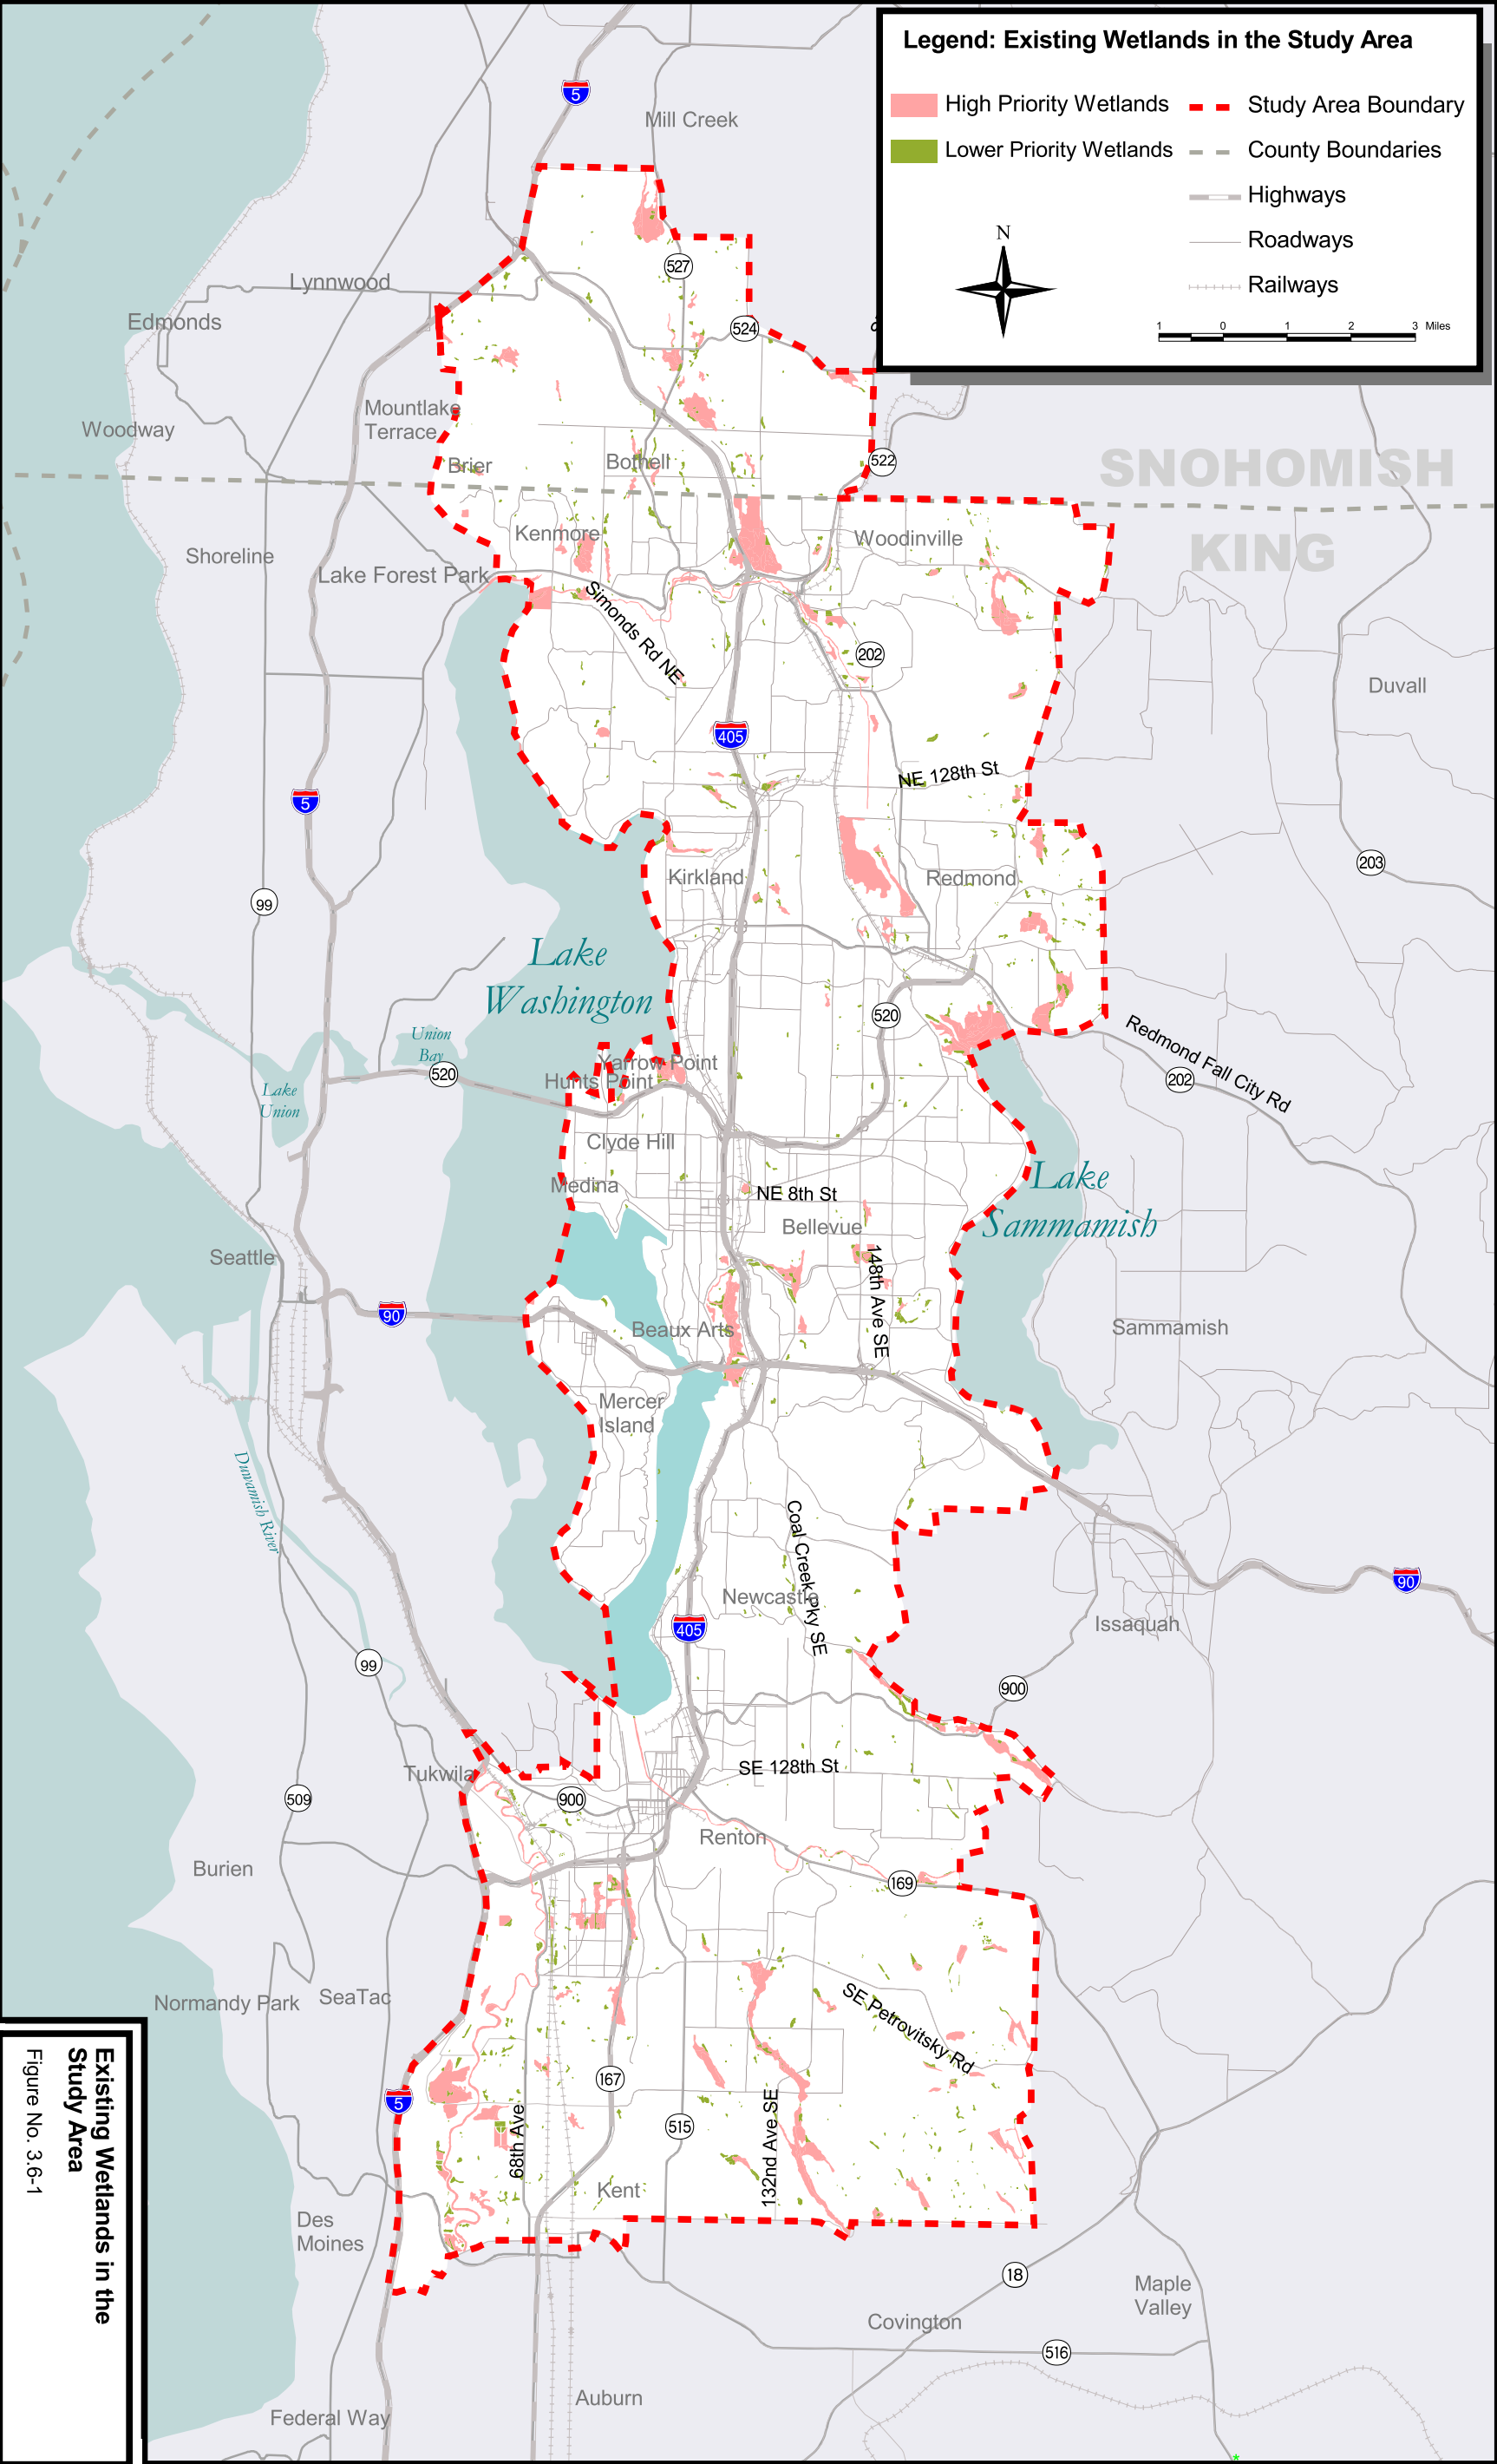 Legend: Existing Wetlands in the Study Area
High Priority Wetlands
Study Area Boundary
Lower Priority Wetlands
County Boundaries
Highways
Roadways
Railways
N
1 0 1 2 3 Miles
5
Mill Creek
527
Lynnwood
Edmonds
524
Mountlake
Terrace
Woodway
Brier
Bothell
522
SNOHOMISH
KING
Kenmore
Woodinville
Shoreline
Lake Forest Park
Simonds Rd NE
202
Duvall
405
NE 128th St
5
203
Kirkland
Redmond
99
Lake
Washington
520
Union
Bay
520
Redmond Fall City Rd
202
Yarrow Point
Hunts Point
Lake
Union
Clyde Hill
Medina
NE 8th St
Lake
Sammamish
Bellevue
148th Ave SE
Seattle
90
Beaux Arts
Sammamish
Mercer
Island
Duwamish River
Coal Creek Pky SE
Newcastle
90
405
Issaquah
99
900
Tukwila
SE 128th St
509
900
Renton
Burien
169
Normandy Park
SeaTac
SE Petrovitsky Rd
167
5
68th Ave
515
132nd Ave SE
Kent
Des
Moines
18
Maple
Valley
Covington
516
Auburn
Federal Way
Existing Wetlands in the
Study Area
Figure No. 3.6-1